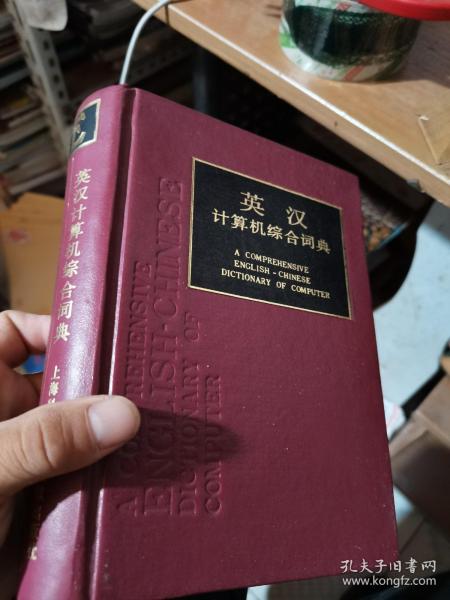 英汉
计算机综合词典
A COMPREHENSIVE
ENGLISH-CHINESE
DICTIONARY OF COMPUTER
A COMPREHENSIVE
ENGLISH-CHINESE
DICTIONARY OF
COMPUTER
英汉计算机综合词典
上海
孔夫子旧书网
www.kongfz.com